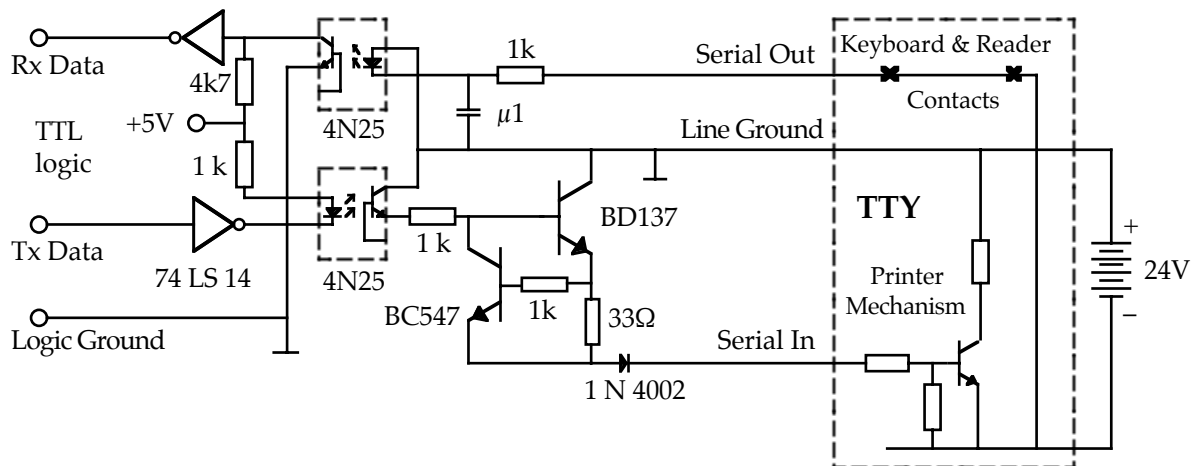 Rx Data
4k7
4N25
1k
µ1
Serial Out
Keyboard & Reader
Contacts
+5V
TTL
logic
1 k
Line Ground
Tx Data
74 LS 14
4N25
1 k
BD137
BC547
1k
33Ω
TTY
Printer
Mechanism
+
24V
−
Logic Ground
Serial In
1 N 4002